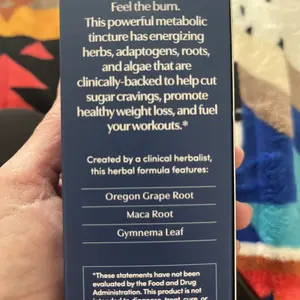 Feel the burn.
This powerful metabolic
tincture has energizing
herbs, adaptogens, roots,
and algae that are
clinically-backed to help cut
sugar cravings, promote
healthy weight loss, and fuel
your workouts.*
Created by a clinical herbalist,
this herbal formula features:
Oregon Grape Root
Maca Root
Gymnema Leaf
*These statements have not been
evaluated by the Food and Drug
Administration. This product is not